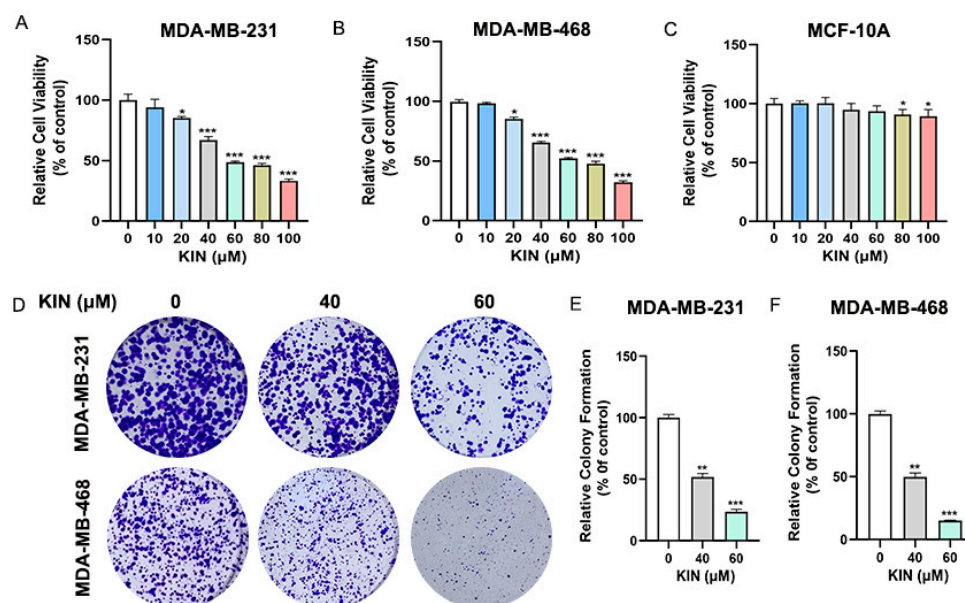 A
MDA-MB-231
Relative Cell Viability
(% of control)
150
100
50
0
*
***
***
***
***
0 10 20 40 60 80 100
KIN (µM)
B
MDA-MB-468
Relative Cell Viability
(% of control)
150
100
50
0
*
***
***
***
***
0 10 20 40 60 80 100
KIN (µM)
C
MCF-10A
Relative Cell Viability
(% of control)
150
100
50
0
*
*
0 10 20 40 60 80 100
KIN (µM)
D
KIN (µM) 0 40 60
MDA-MB-231
MDA-MB-468
E
MDA-MB-231
Relative Colony Formation
(% Of control)
150
100
50
0
**
***
0 40 60
KIN (µM)
F
MDA-MB-468
Relative Colony Formation
(% 0f control)
150
100
50
0
**
***
0 40 60
KIN (µM)